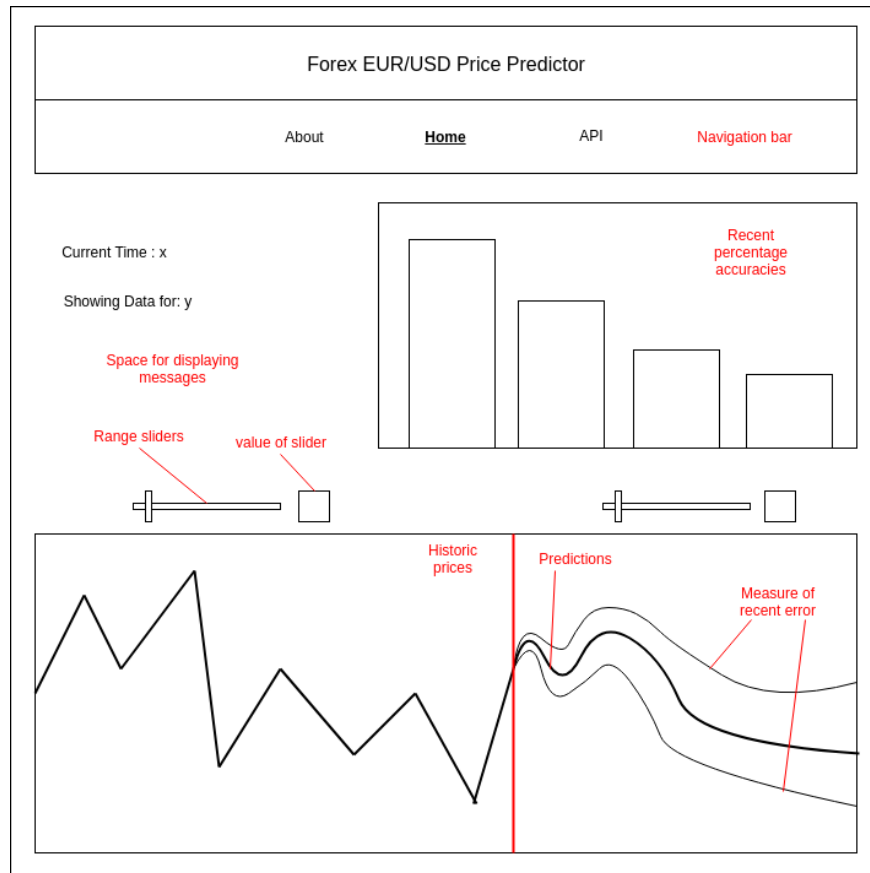 Forex EUR/USD Price Predictor
About
Home
API
Navigation bar
Current Time : x
Showing Data for: y
Recent
percentage
accuracies
Space for displaying
messages
Range sliders
value of slider
Historic
prices
Predictions
Measure of
recent error